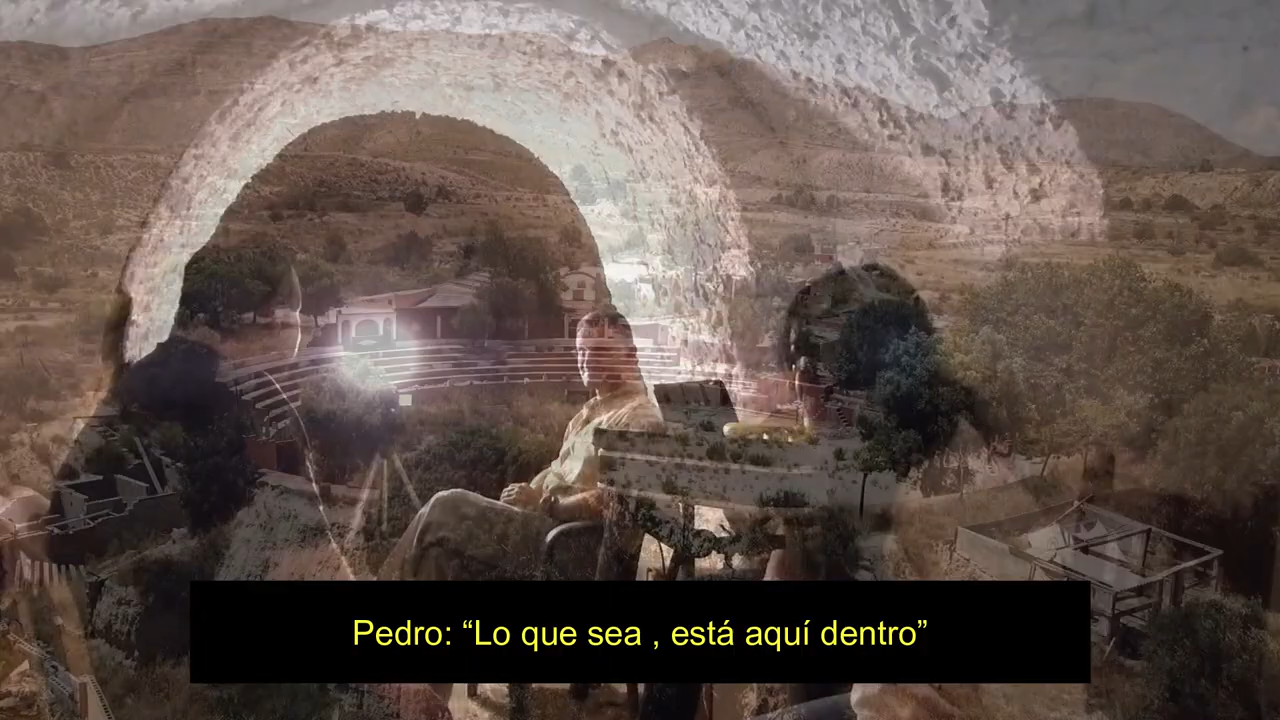 Pedro: “Lo que sea , está aquí dentro”